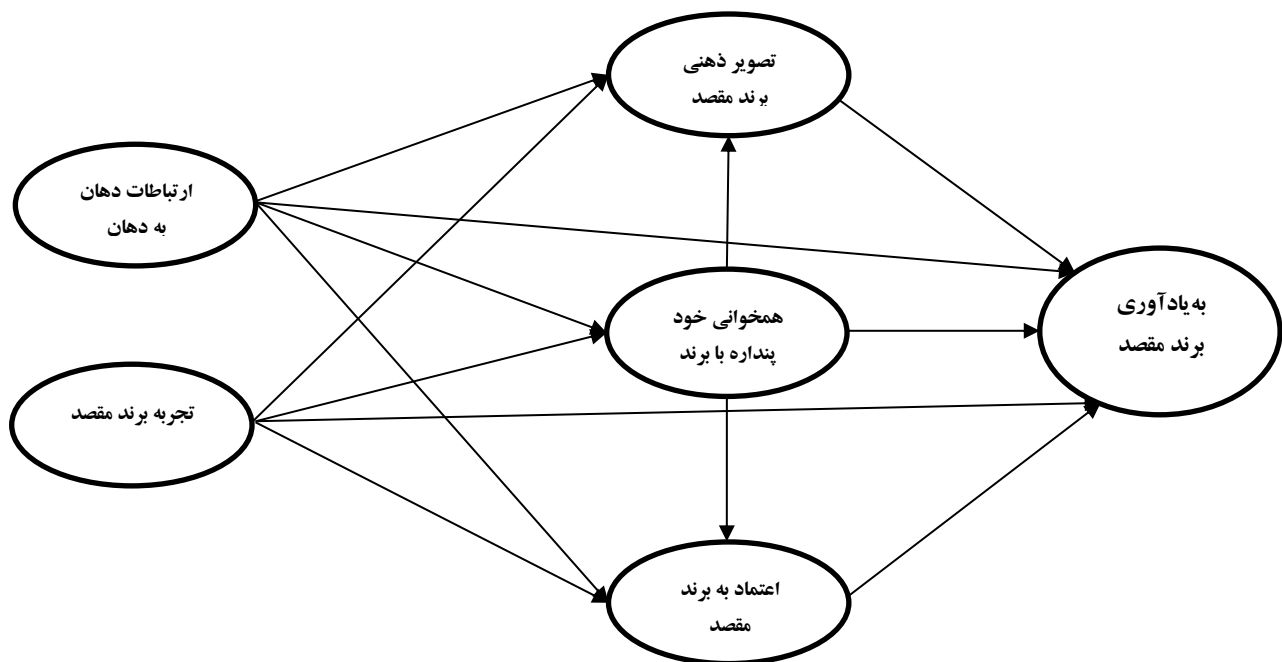 تصویر ذهنی
برند مقصد
ارتباطات دهان
به دهان
همخوانی خود
پنداره با برند
به یادآوری
برند مقصد
تجربه برند مقصد
اعتماد به برند
مقصد